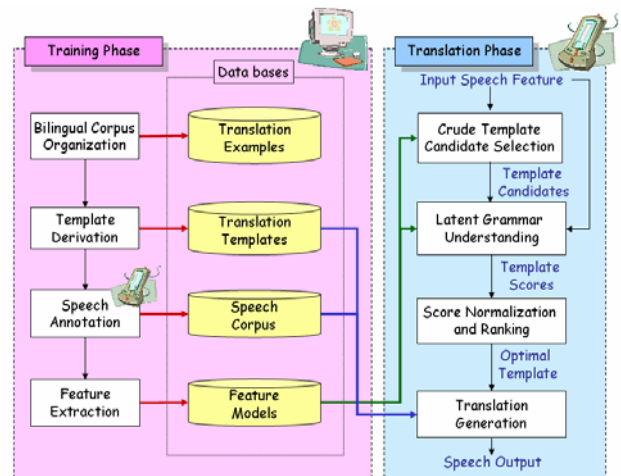 Training Phase
Data bases
Bilingual Corpus
Organization
Translation
Examples
Template
Derivation
Translation
Templates
Speech
Annotation
Speech
Corpus
Feature
Extraction
Feature
Models
Translation Phase
Input Speech Feature
Crude Template
Candidate Selection
Template
Candidates
Latent Grammar
Understanding
Template
Scores
Score Normalization
and Ranking
Optimal
Template
Translation
Generation
Speech Output